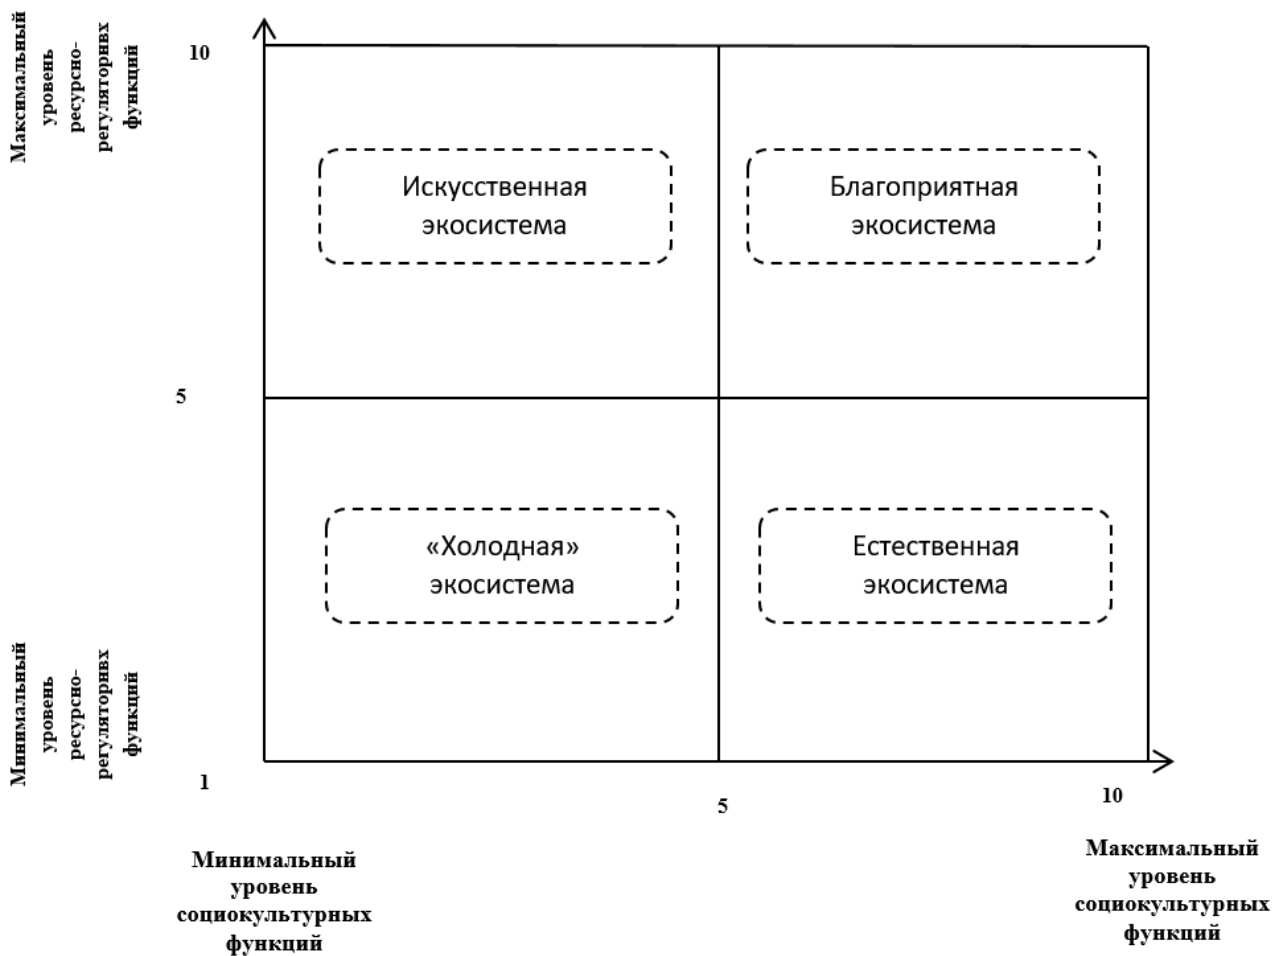 Максимальный
уровень
ресурсно-
регуляторнвх
функций
10
Искусственная
экосистема
Благоприятная
экосистема
5
«Холодная»
экосистема
Естественная
экосистема
Минимальный
уровень
ресурсно-
регуляторнвх
функций
1
5
10
Минимальный
уровень
социокультурных
функций
Максимальный
уровень
социокультурных
функций